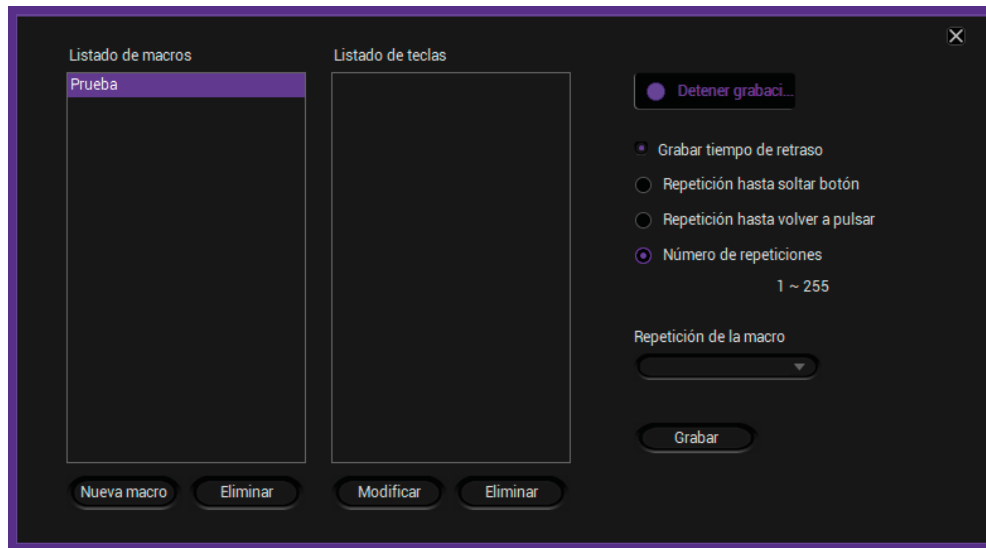 Listado de macros
Listado de teclas
Prueba
Detener grabaci...
Grabar tiempo de retraso
Repetición hasta soltar botón
Repetición hasta volver a pulsar
Número de repeticiones
1 ~ 255
Repetición de la macro
Grabar
Nueva macro
Eliminar
Modificar
Eliminar